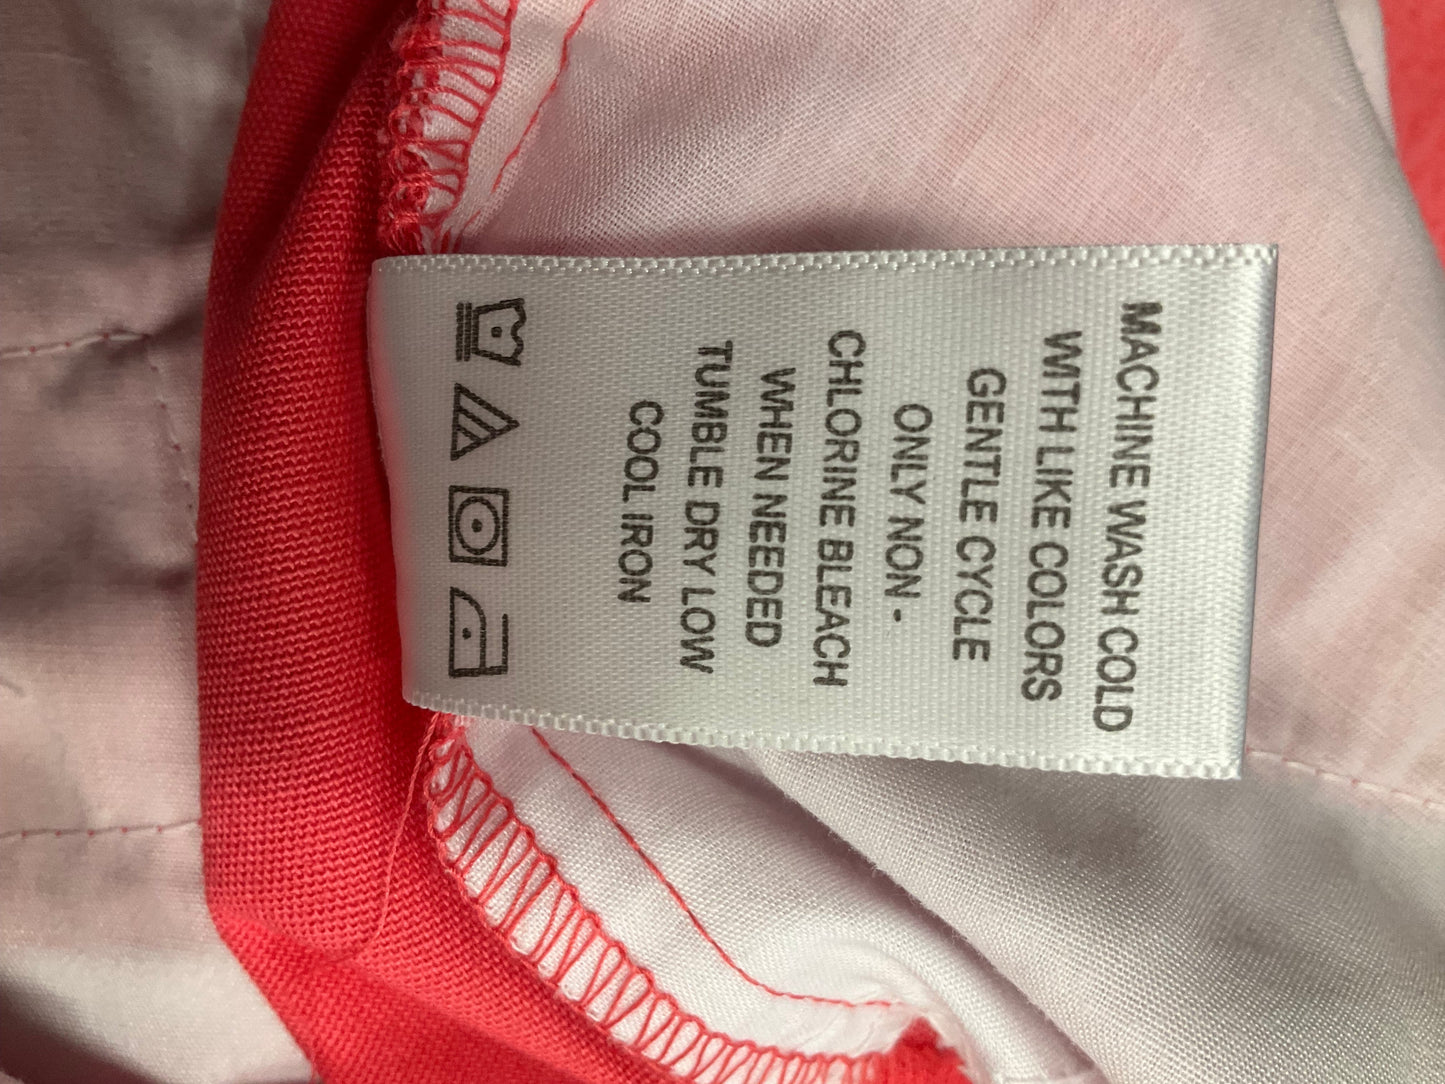 MACHINE WASH COLD
WITH LIKE COLORS
GENTLE CYCLE
ONLY NON-
CHLORINE BLEACH
WHEN NEEDED
TUMBLE DRY LOW
COOL IRON